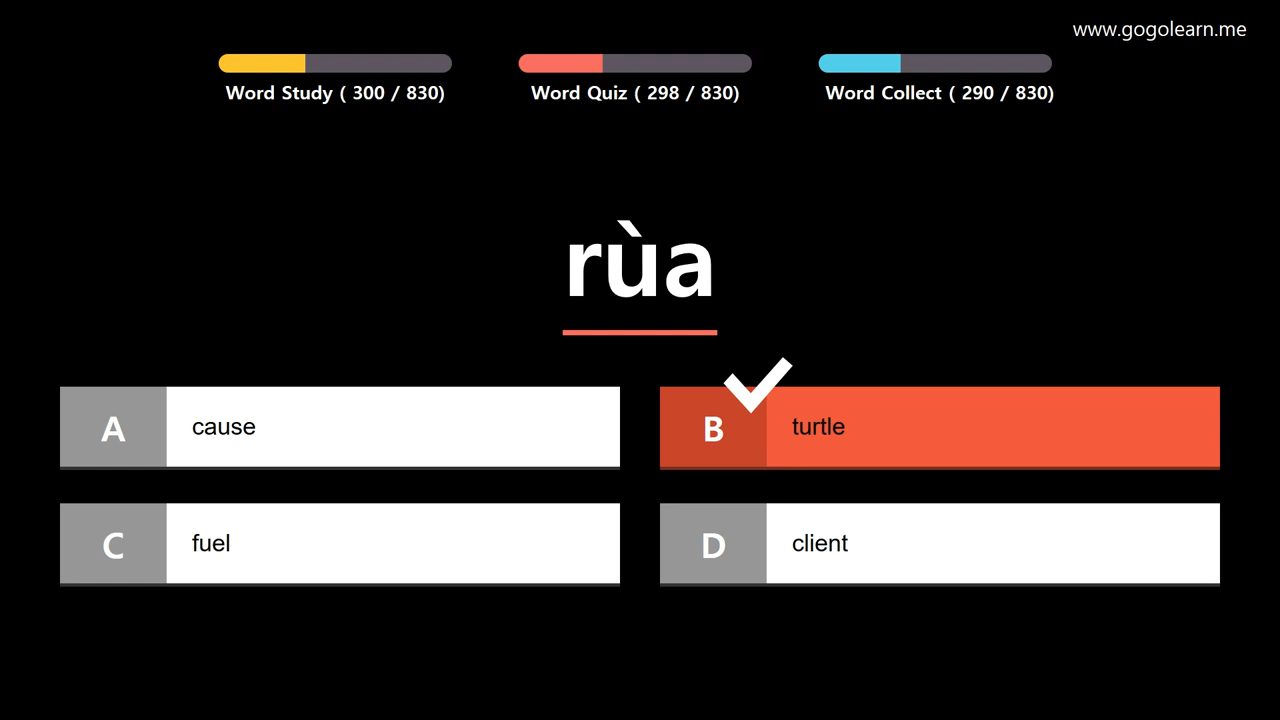 www.gogolearn.me
Word Study ( 300 / 830)
Word Quiz ( 298 / 830)
Word Collect ( 290 / 830)
rùa
A cause
B turtle
C fuel
D client